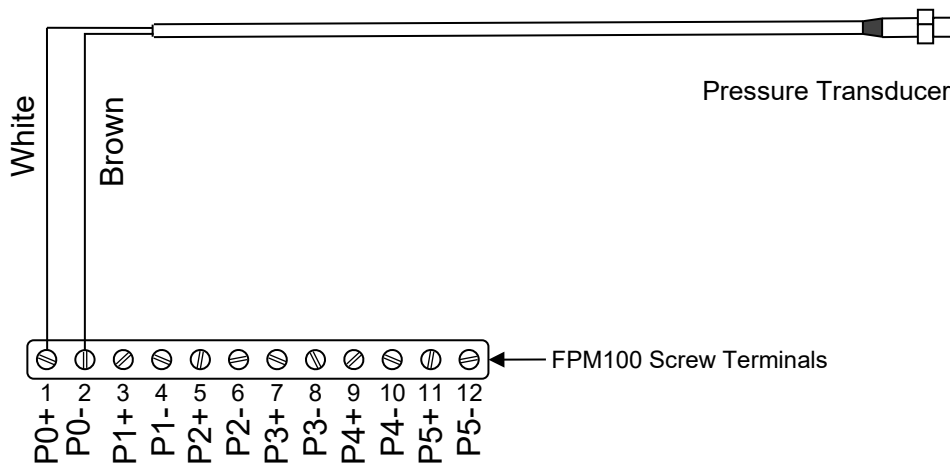 Pressure Transducer
White
Brown
FPM100 Screw Terminals
1 2 3 4 5 6 7 8 9 10 11 12
P0+ P0- P1+ P1- P2+ P2- P3+ P3- P4+ P4- P5+ P5-